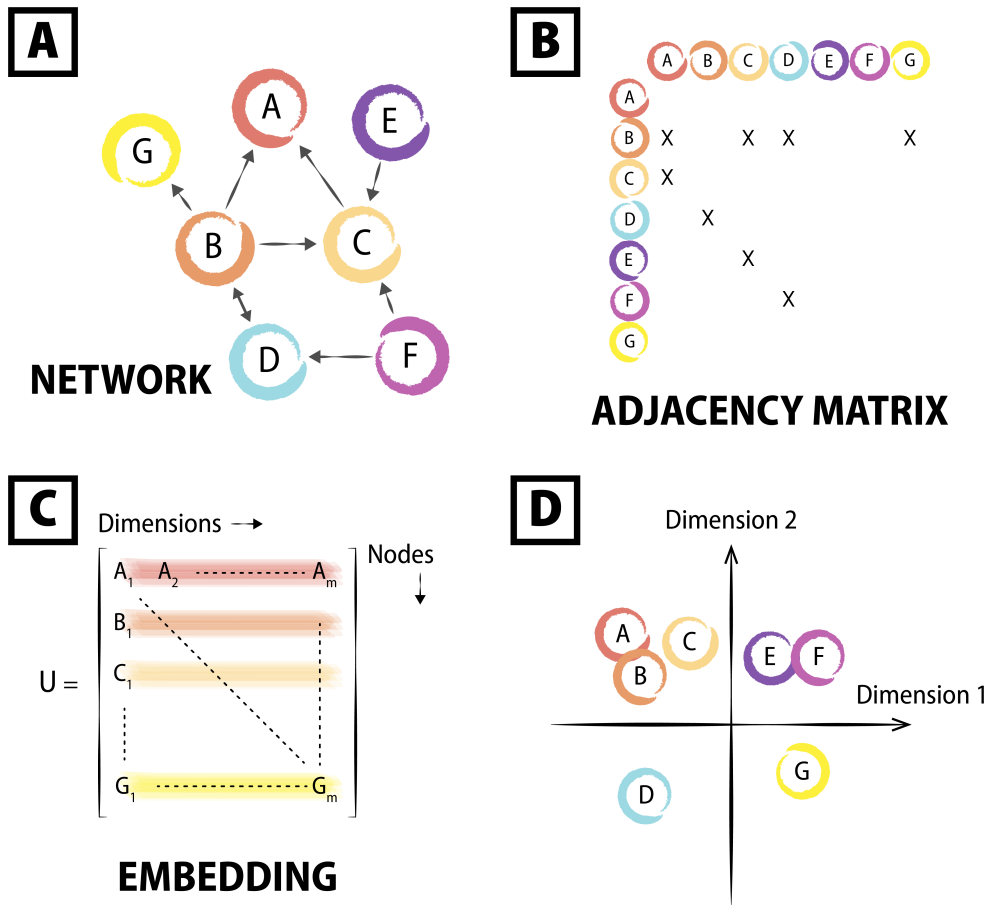 A
A
E
G
B
C
D
F
NETWORK
B
A B C D E F G
A
B X X X X
C X
D X
E X
F X
G
ADJACENCY MATRIX
C
Dimensions
Nodes
A1 A2 Am
B1
C1
U =
G1 Gm
EMBEDDING
D
Dimension 2
A C
B
E F
Dimension 1
G
D